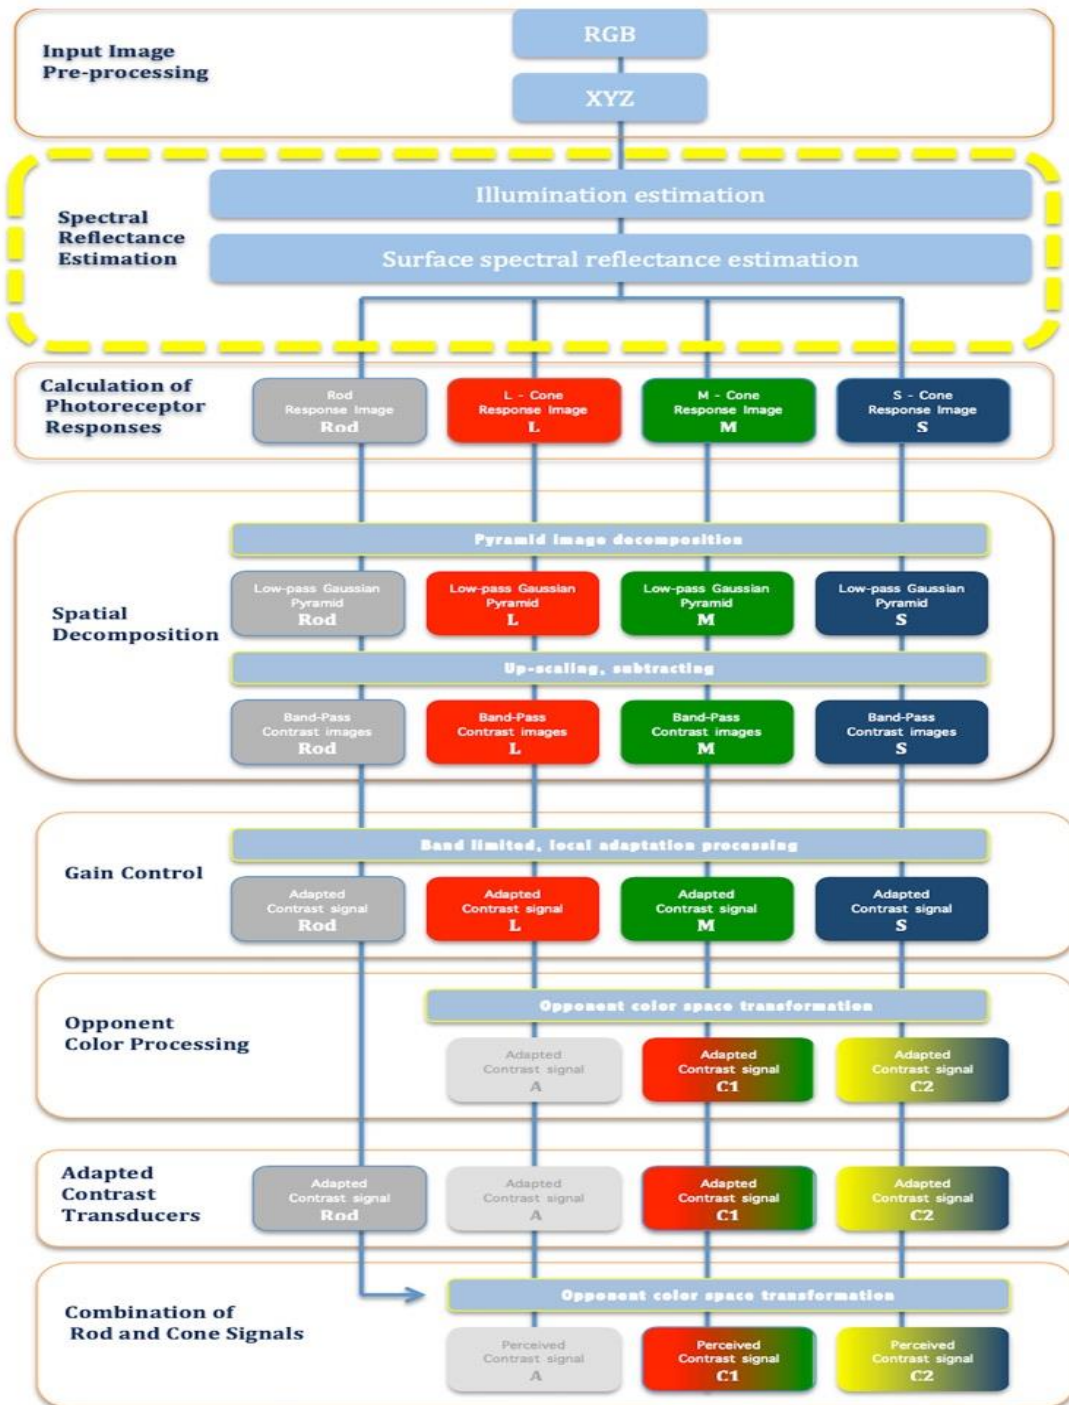 Input Image
Pre-processing
RGB
XYZ
Spectral
Reflectance
Estimation
Illumination estimation
Surface spectral reflectance estimation
Calculation of
Photoreceptor
Responses
Rod
Response Image
Rod
L - Cone
Response Image
L
M - Cone
Response Image
M
S - Cone
Response Image
S
Spatial
Decomposition
Pyramid image decomposition
Low-pass Gaussian
Pyramid
Rod
Low-pass Gaussian
Pyramid
L
Low-pass Gaussian
Pyramid
M
Low-pass Gaussian
Pyramid
S
Up-scaling, subtracting
Band-Pass
Contrast images
Rod
Band-Pass
Contrast images
L
Band-Pass
Contrast images
M
Band-Pass
Contrast images
S
Gain Control
Band limited, local adaptation processing
Adapted
Contrast signal
Rod
Adapted
Contrast signal
L
Adapted
Contrast signal
M
Adapted
Contrast signal
S
Opponent
Color Processing
Opponent color space transformation
Adapted
Contrast signal
A
Adapted
Contrast signal
C1
Adapted
Contrast signal
C2
Adapted
Contrast
Transducers
Adapted
Contrast signal
Rod
Adapted
Contrast signal
A
Adapted
Contrast signal
C1
Adapted
Contrast signal
C2
Combination of
Rod and Cone Signals
Opponent color space transformation
Perceived
Contrast signal
A
Perceived
Contrast signal
C1
Perceived
Contrast signal
C2